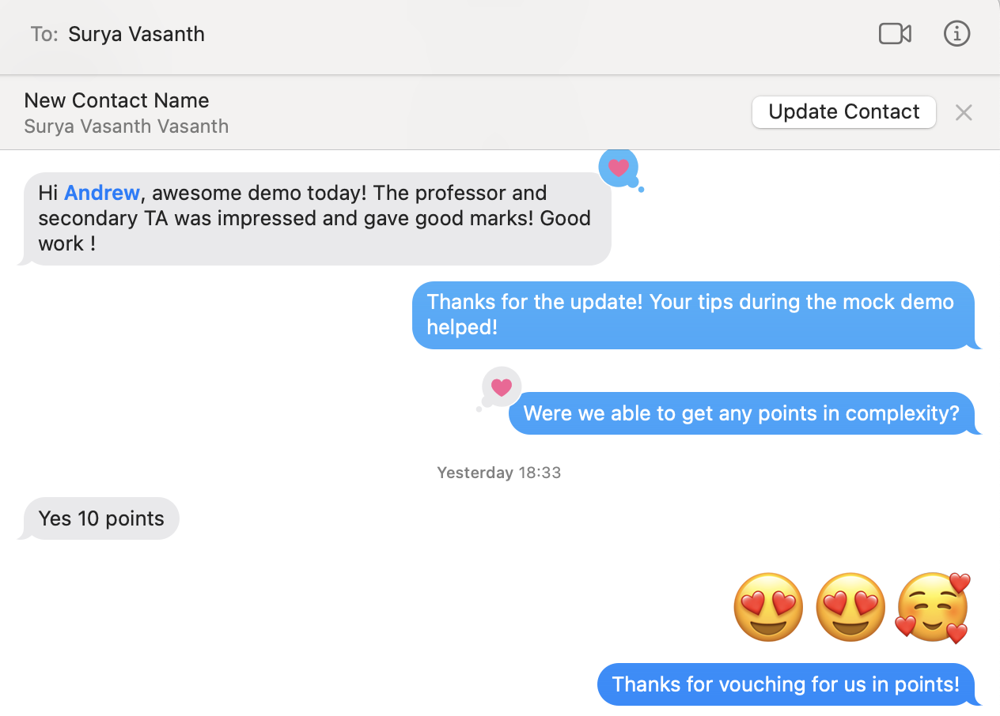 To: Surya Vasanth
New Contact Name
Surya Vasanth Vasanth
Update Contact
Hi Andrew, awesome demo today! The professor and
secondary TA was impressed and gave good marks! Good
work !
Thanks for the update! Your tips during the mock demo
helped!
Were we able to get any points in complexity?
Yesterday 18:33
Yes 10 points
😍😍🥰
Thanks for vouching for us in points!